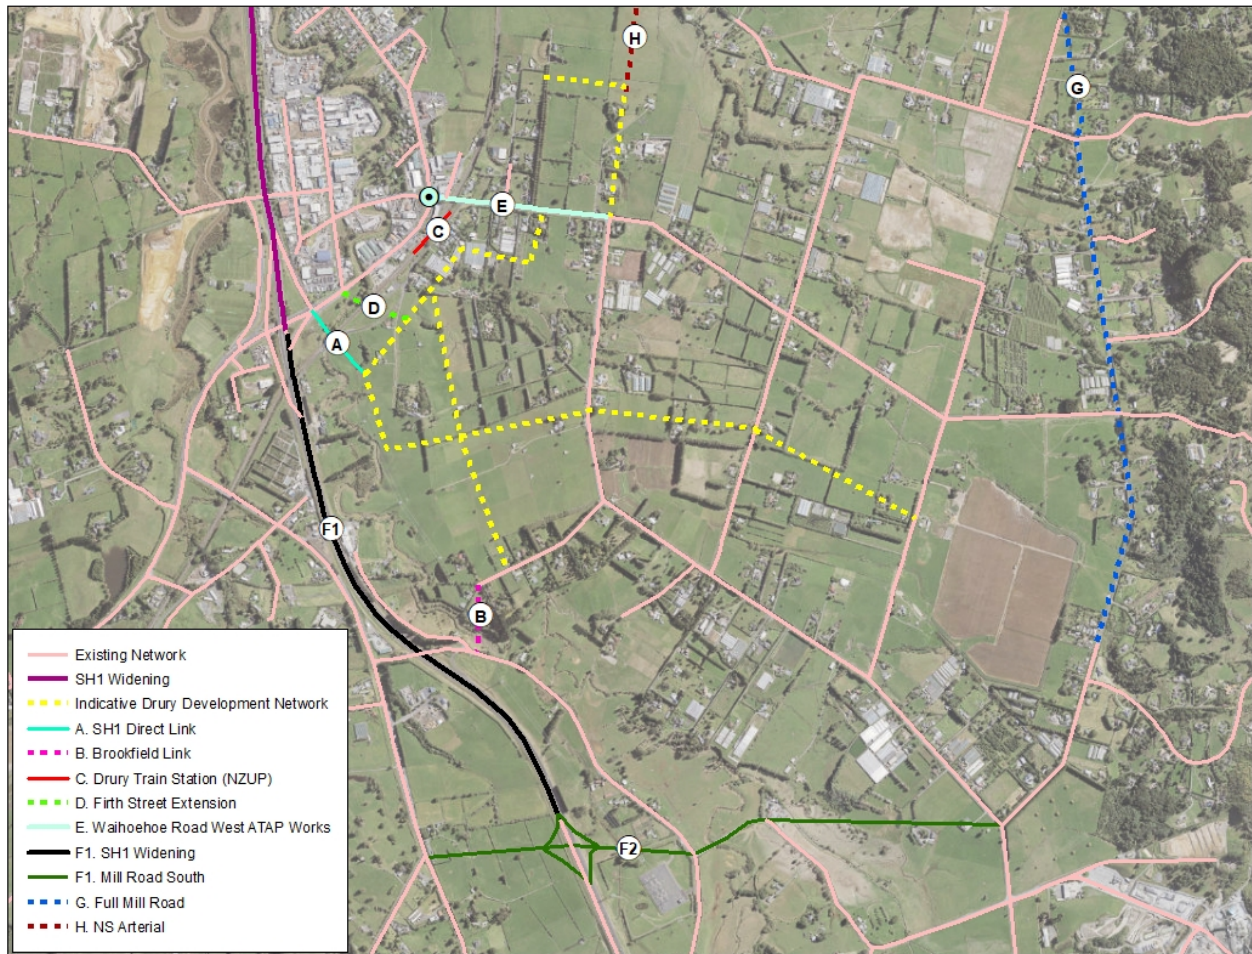 H
G
E
C
D
A
F1
B
F2
Existing Network
SH1 Widening
Indicative Drury Development Network
A. SH1 Direct Link
B. Brookfield Link
C. Drury Train Station (NZUP)
D. Firth Street Extension
E. Waihoehoe Road West ATAP Works
F1. SH1 Widening
F1. Mill Road South
G. Full Mill Road
H. NS Arterial